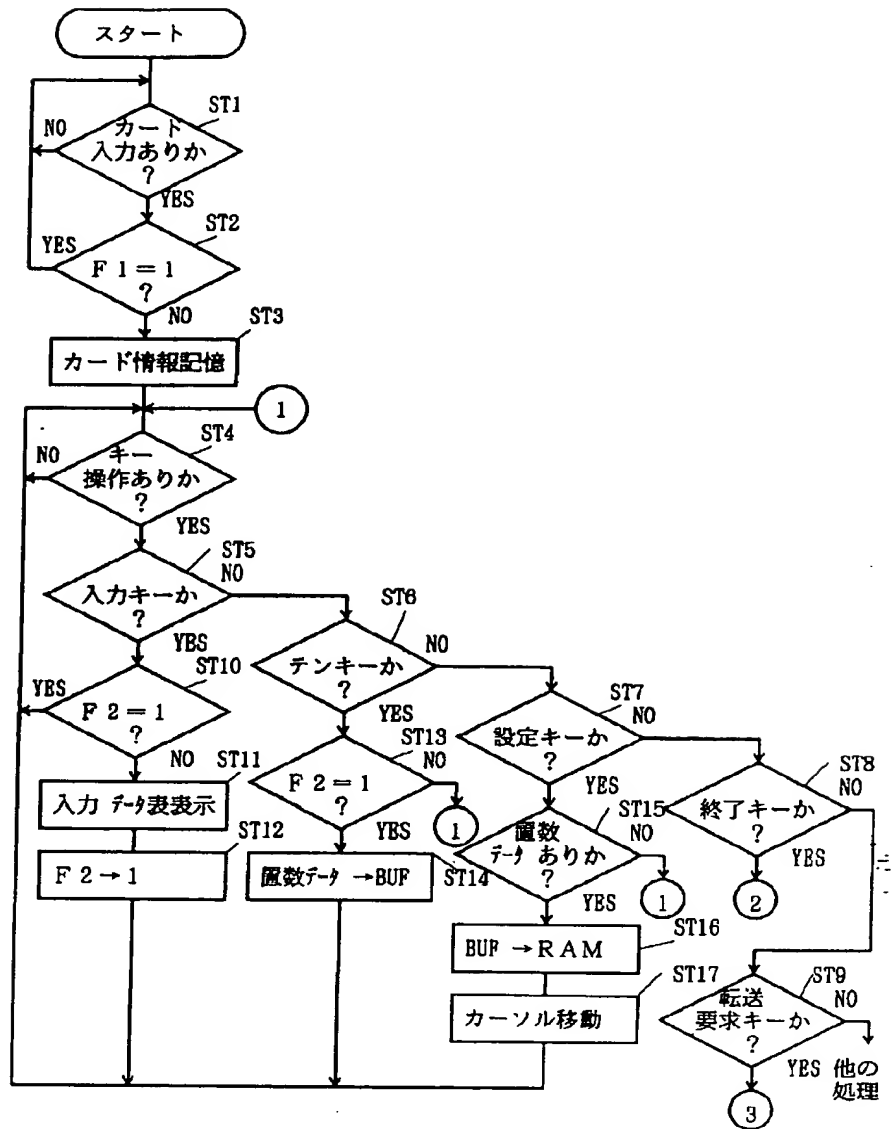 スタート
ST1
NO
カード
入力ありか
?
YES
ST2
YES
F1=1
?
NO
ST3
カード情報記憶
1
ST4
NO
キー
操作ありか
?
YES
ST5
NO
入力キーか
?
YES
ST6
NO
テンキーか
?
YES
ST7
NO
設定キーか
?
YES
ST8
NO
終了キーか
?
YES
2
ST10
YES
F2=1
?
NO
ST11
入力 データ表表示
ST12
F2→1
ST13
NO
F2=1
?
YES
1
置数データ→BUF
ST14
ST15
NO
置数
データ ありか
?
YES
1
ST16
BUF→RAM
ST17
カーソル移動
ST9
NO
転送
要求キーか
?
YES
他の
処理
3